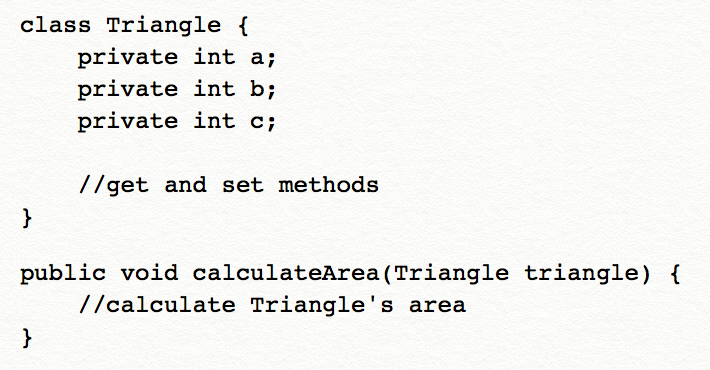 class Triangle {
    private int a;
    private int b;
    private int c;

    //get and set methods
}

public void calculateArea(Triangle triangle) {
    //calculate Triangle's area
}